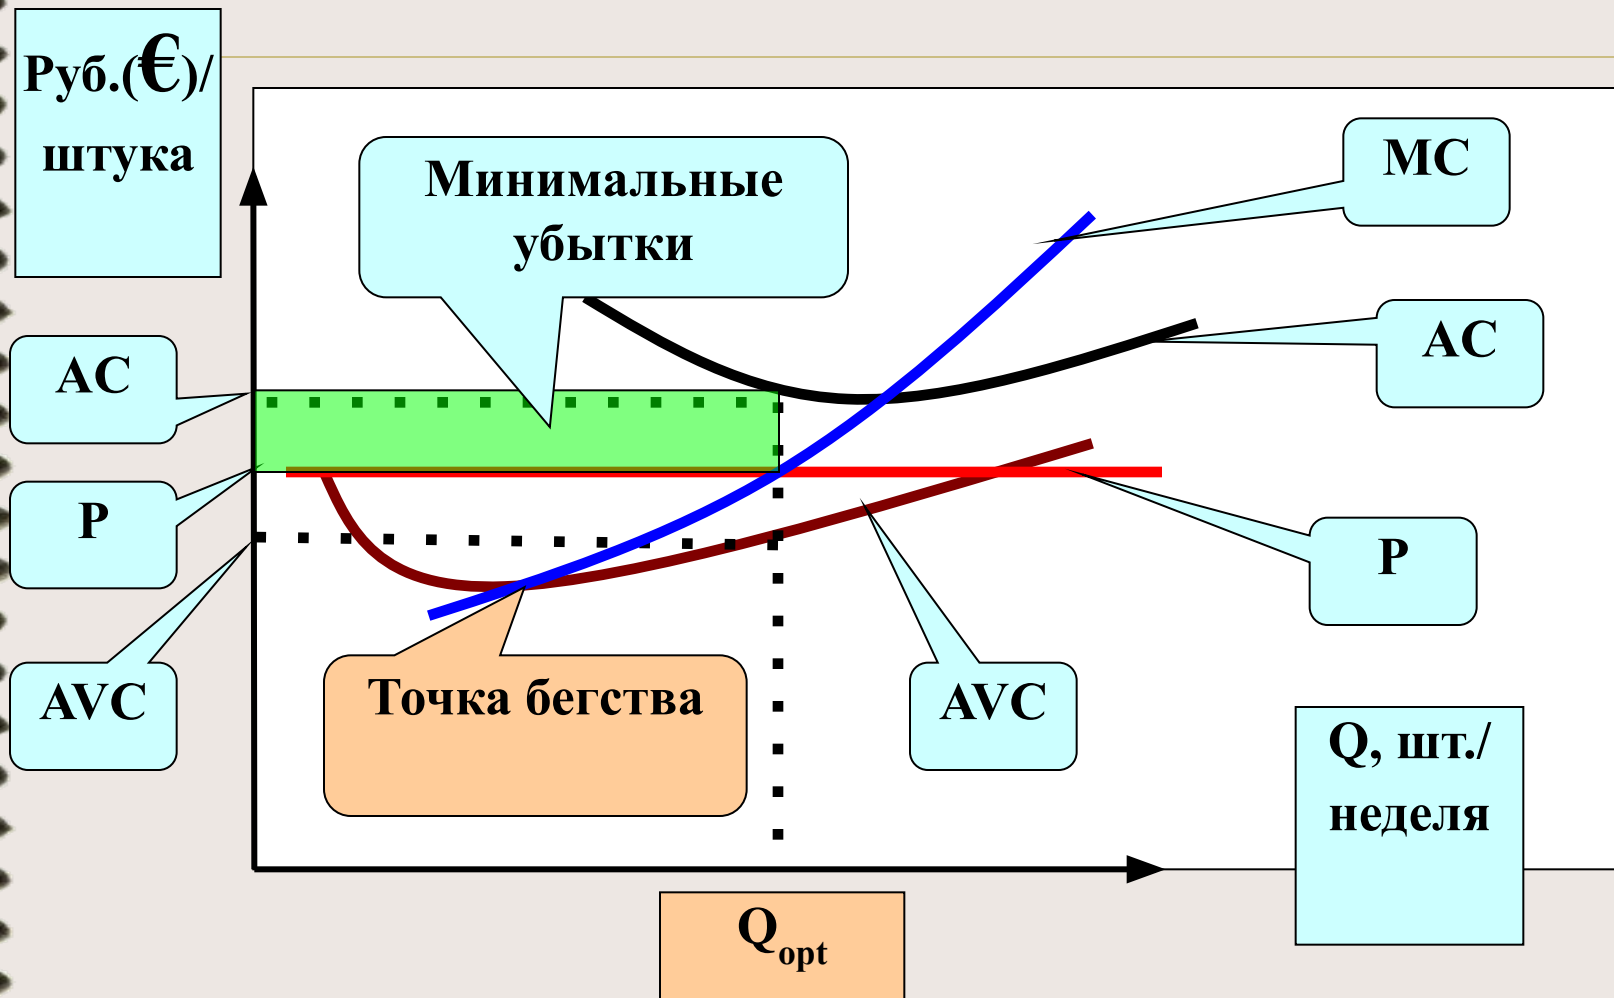 Руб.(€)/
штука
Минимальные
убытки
MC
AC
AC
P
P
AVC
Точка бегства
AVC
Q, шт./
неделя
Qopt